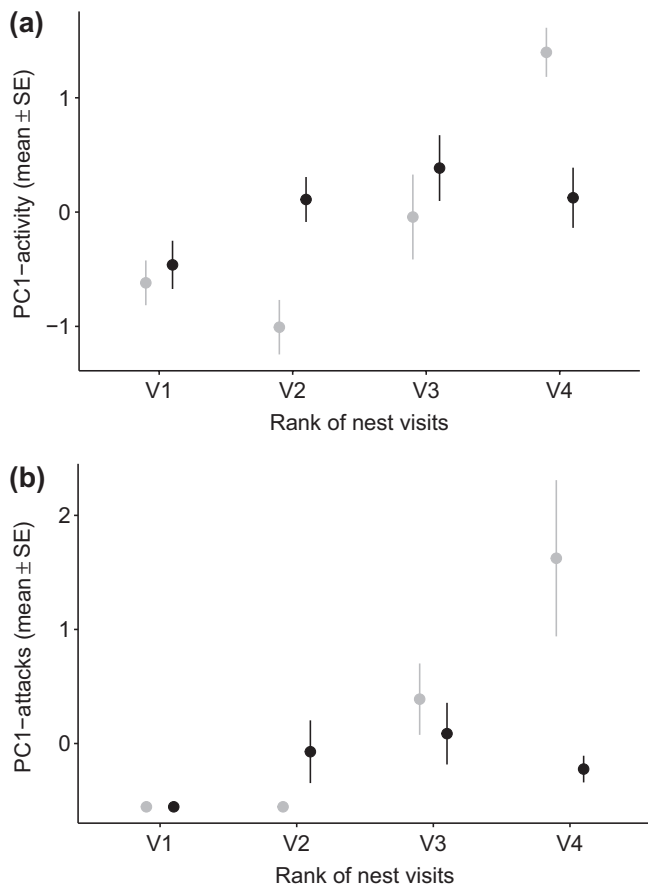 (a)
PC1−activity (mean ± SE)
1
0
−1
V1 V2 V3 V4
Rank of nest visits
(b)
PC1−attacks (mean ± SE)
2
1
0
V1 V2 V3 V4
Rank of nest visits